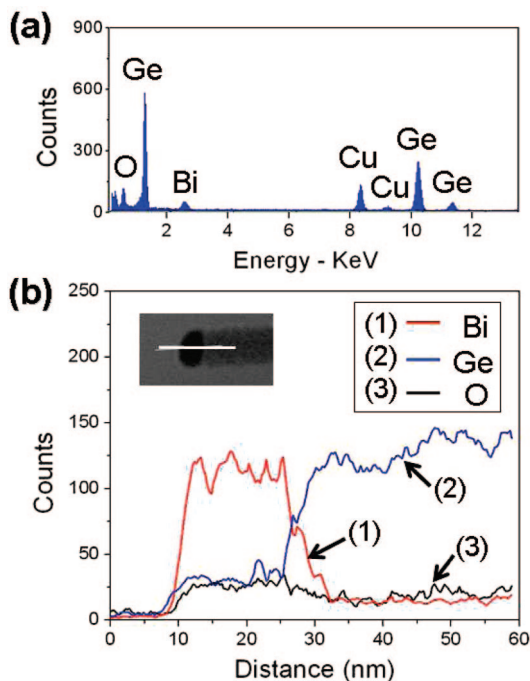 (a)
900
600
300
0
Counts
Ge
O
Bi
Cu
Cu
Ge
Ge
2 4 6 8 10 12
Energy - KeV
(b)
250
200
150
100
50
0
Counts
(1) Bi
(2) Ge
(3) O
(2)
(1)
(3)
0 10 20 30 40 50 60
Distance (nm)